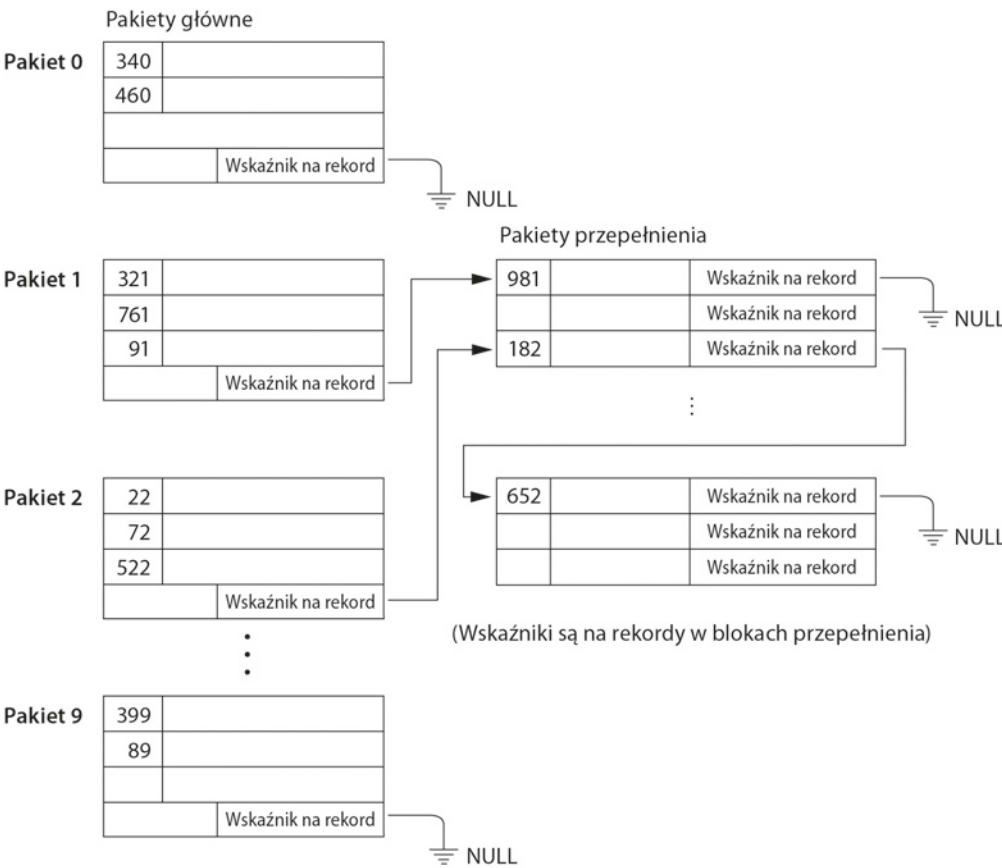 Pakiety główne
Pakiet 0
340
460
Wskaźnik na rekord
NULL
Pakiety przepełnienia
Pakiet 1
321
761
91
Wskaźnik na rekord
981 Wskaźnik na rekord
Wskaźnik na rekord
182 Wskaźnik na rekord
NULL
⋮
Pakiet 2
22
72
522
Wskaźnik na rekord
652 Wskaźnik na rekord
Wskaźnik na rekord
Wskaźnik na rekord
NULL
(Wskaźniki są na rekordy w blokach przepełnienia)
⋮
Pakiet 9
399
89
Wskaźnik na rekord
NULL